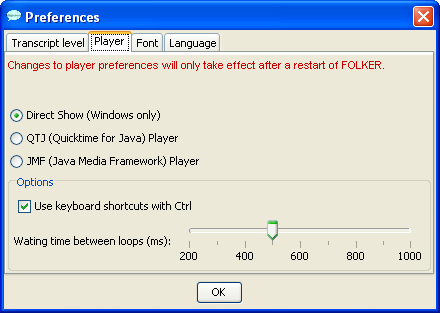 Preferences
Transcript level Player Font Language
Changes to player preferences will only take effect after a restart of FOLKER.
Direct Show (Windows only)
QTJ (Quicktime for Java) Player
JMF (Java Media Framework) Player
Options
Use keyboard shortcuts with Ctrl
Wating time between loops (ms):
200 400 600 800 1000
OK